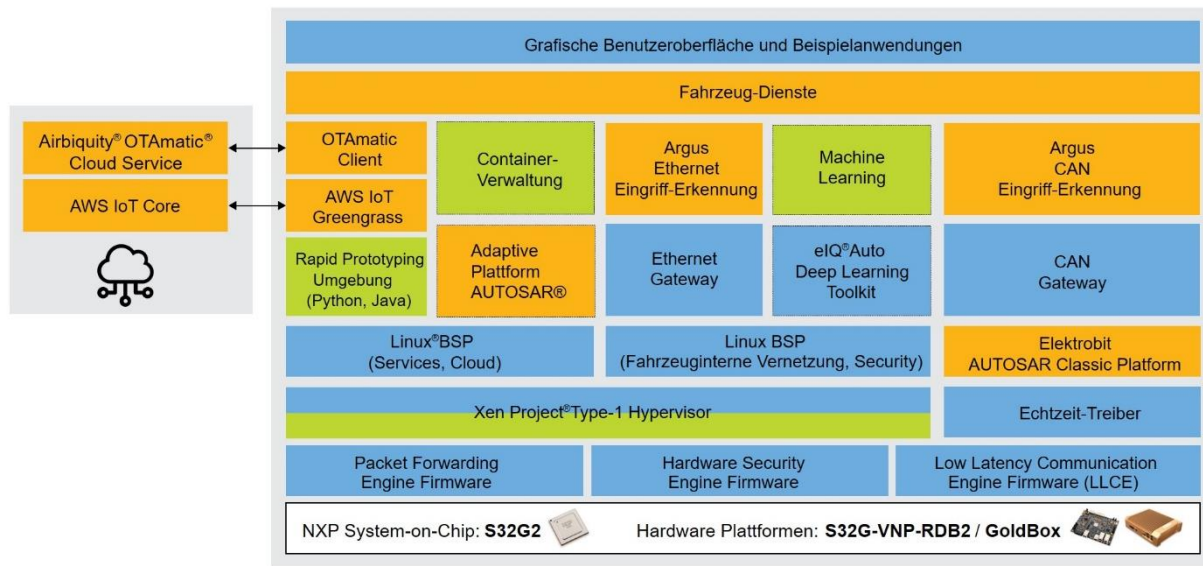 Grafische Benutzeroberfläche und Beispielanwendungen
Fahrzeug-Dienste
Airbiquity® OTAmatic®
Cloud Service
AWS IoT Core
OTAmatic
Client
AWS IoT
Greengrass
Rapid Prototyping
Umgebung
(Python, Java)
Container-
Verwaltung
Adaptive
Plattform
AUTOSAR®
Argus
Ethernet
Eingriff-Erkennung
Ethernet
Gateway
Machine
Learning
eIQ®Auto
Deep Learning
Toolkit
Argus
CAN
Eingriff-Erkennung
CAN
Gateway
Linux®BSP
(Services, Cloud)
Linux BSP
(Fahrzeuginterne Vernetzung, Security)
Elektrobit
AUTOSAR Classic Platform
Xen Project®Type-1 Hypervisor
Echtzeit-Treiber
Packet Forwarding
Engine Firmware
Hardware Security
Engine Firmware
Low Latency Communication
Engine Firmware (LLCE)
NXP System-on-Chip: S32G2
Hardware Plattformen: S32G-VNP-RDB2 / GoldBox